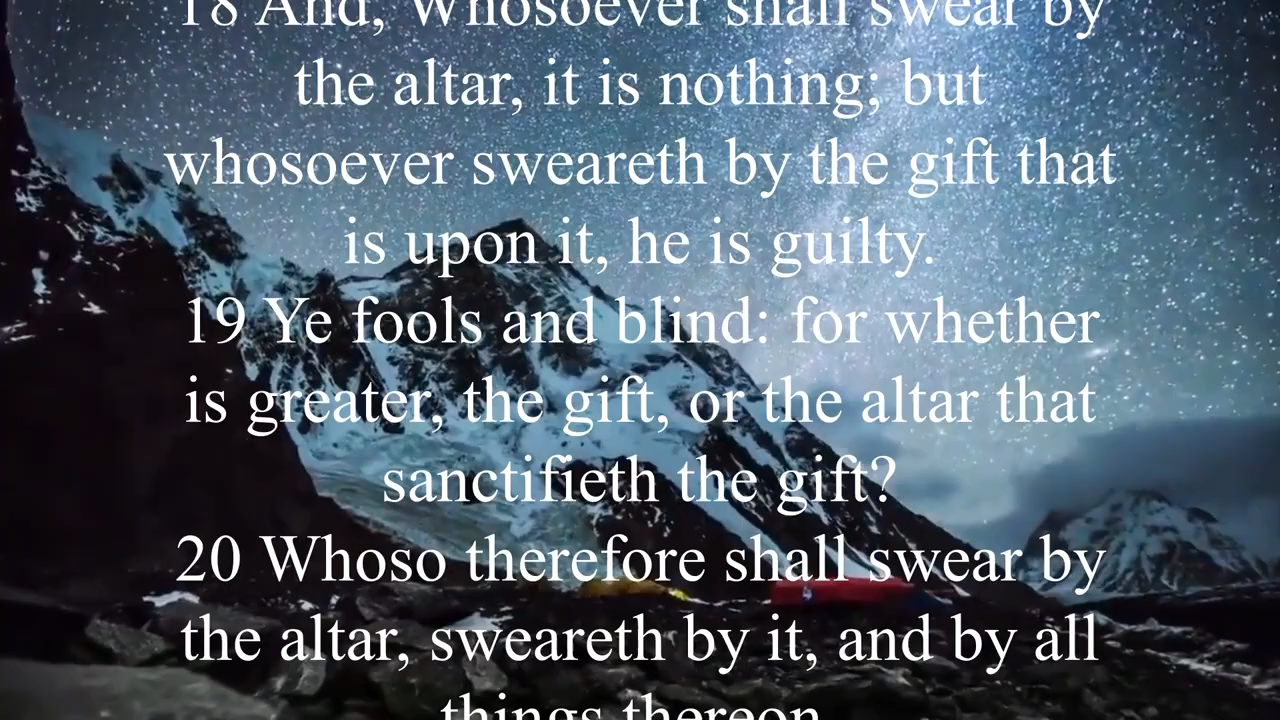 18 And, Whosoever shall swear by
the altar, it is nothing; but
whosoever sweareth by the gift that
is upon it, he is guilty.
19 Ye fools and blind: for whether
is greater, the gift, or the altar that
sanctifieth the gift?
20 Whoso therefore shall swear by
the altar, sweareth by it, and by all
things thereon